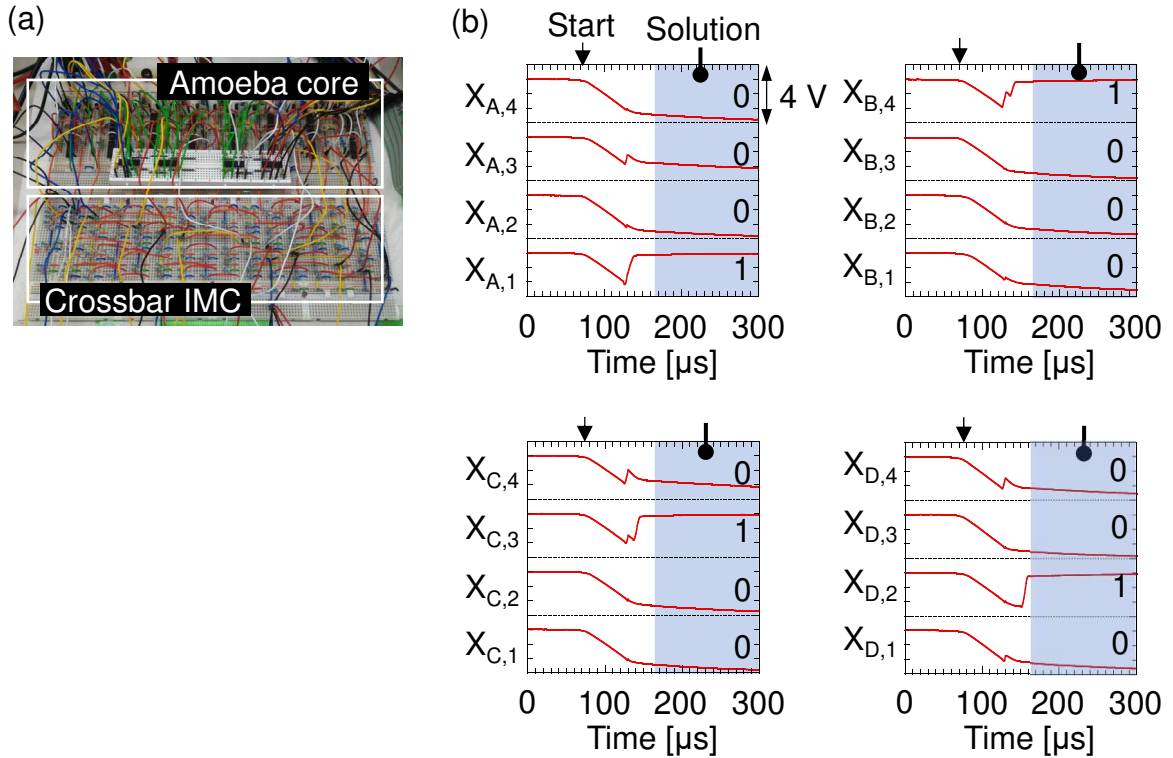 (a)
Amoeba core
Crossbar IMC
(b)
Start Solution
X_A,4 0 4 V
X_A,3 0
X_A,2 0
X_A,1 1
0 100 200 300
Time [µs]
X_B,4 1
X_B,3 0
X_B,2 0
X_B,1 0
0 100 200 300
Time [µs]
X_C,4 0
X_C,3 1
X_C,2 0
X_C,1 0
0 100 200 300
Time [µs]
X_D,4 0
X_D,3 0
X_D,2 1
X_D,1 0
0 100 200 300
Time [µs]